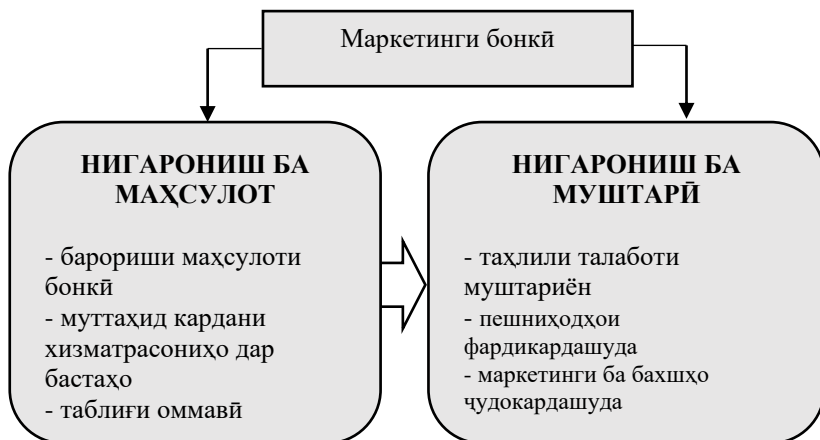 Маркетинги бонкӣ
НИГАРОНИШ БА
МАҲСУЛОТ
- барориши маҳсулоти
бонкӣ
- муттаҳид кардани
хизматрасониҳо дар
бастаҳо
- таблиғи оммавӣ
НИГАРОНИШ БА
МУШТАРӢ
- таҳлили талаботи
муштариён
- пешниҳодҳои
фардикардашуда
- маркетинги ба бахшҳо
ҷудокардашуда